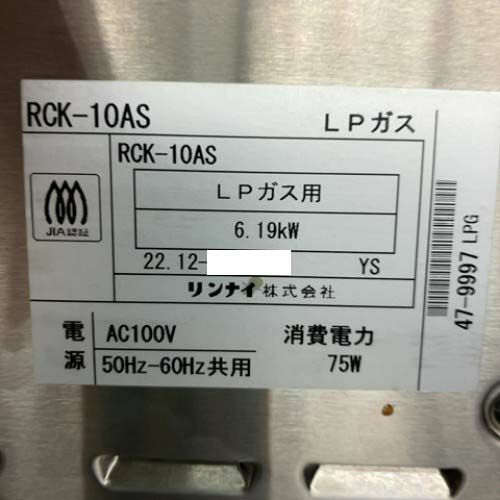 RCK-10AS LPガス
RCK-10AS
LPガス用
6.19kW
22.12- YS
リンナイ株式会社
JIA認証
47-9997 LPG
電源 AC100V 消費電力
50Hz-60Hz共用 75W